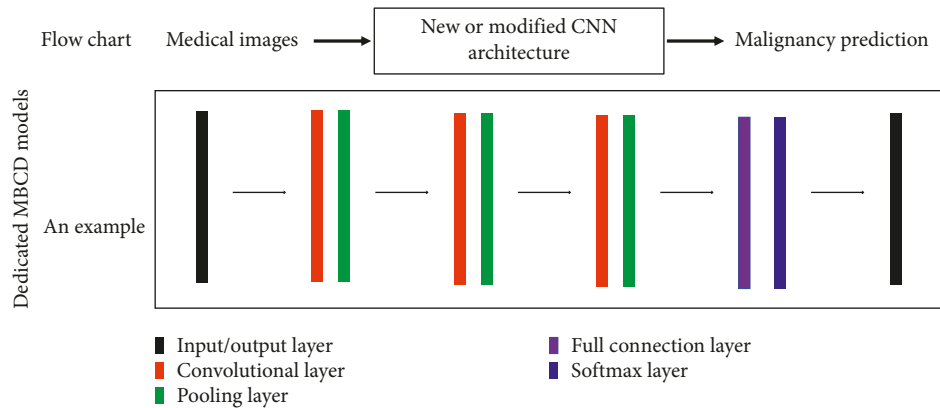 Flow chart
Medical images
New or modified CNN
architecture
Malignancy prediction
Dedicated MBCD models
An example
Input/output layer
Convolutional layer
Pooling layer
Full connection layer
Softmax layer